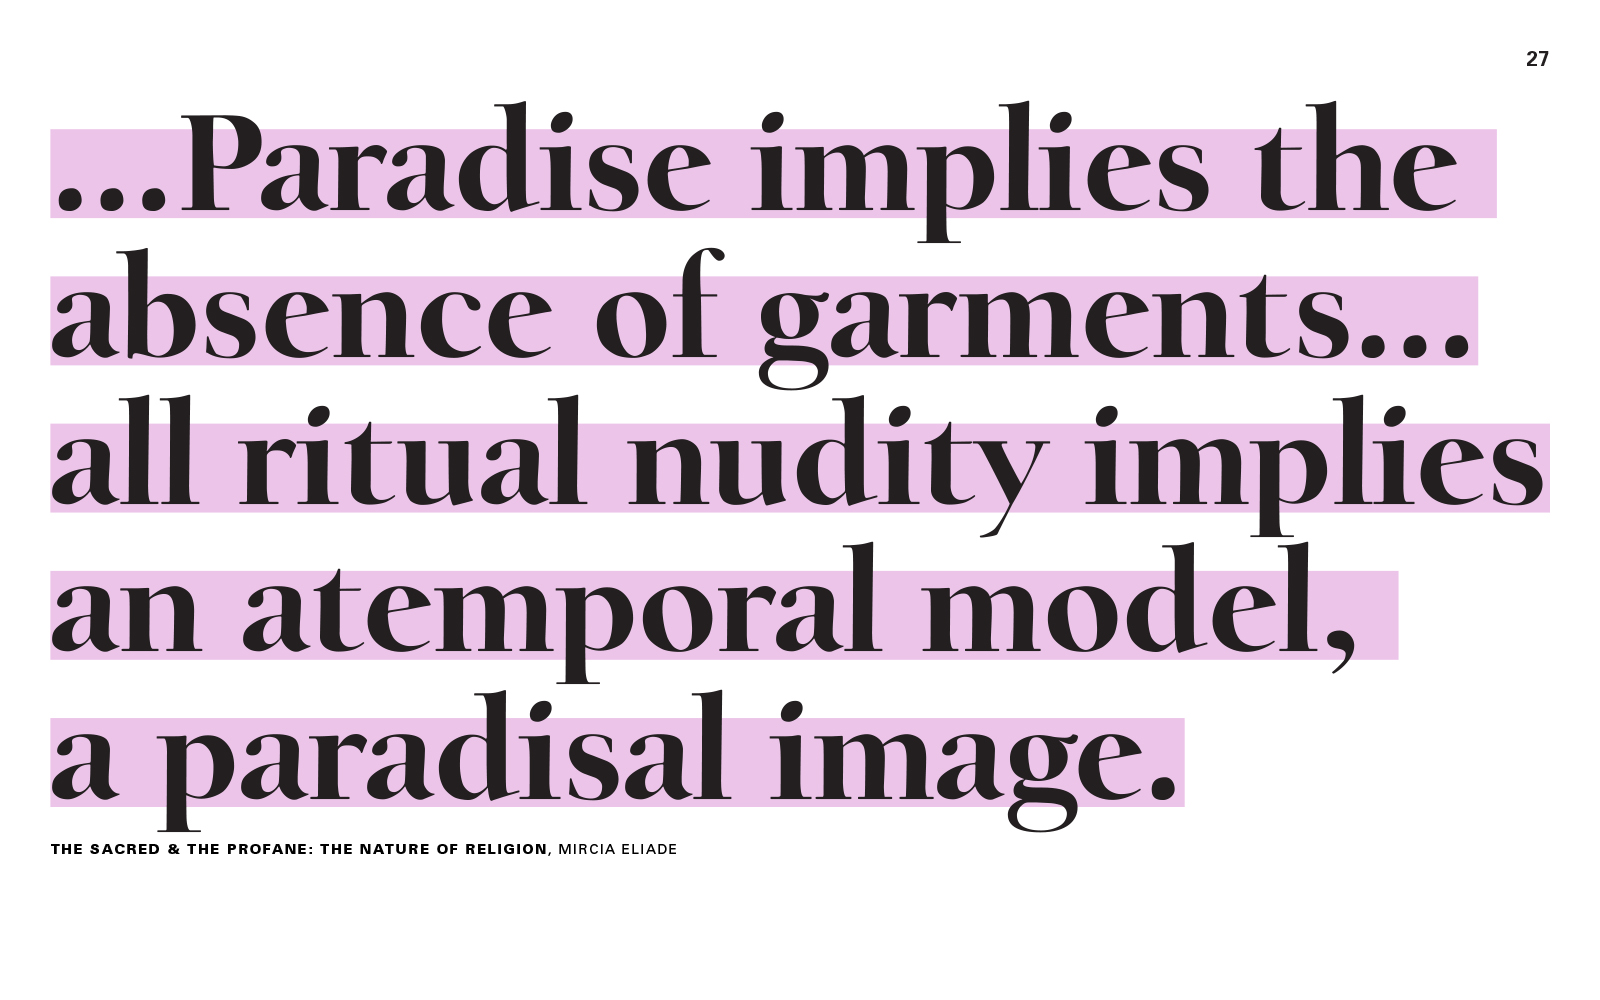 27
...Paradise implies the
absence of garments...
all ritual nudity implies
an atemporal model,
a paradisal image.
THE SACRED & THE PROFANE: THE NATURE OF RELIGION, MIRCIA ELIADE